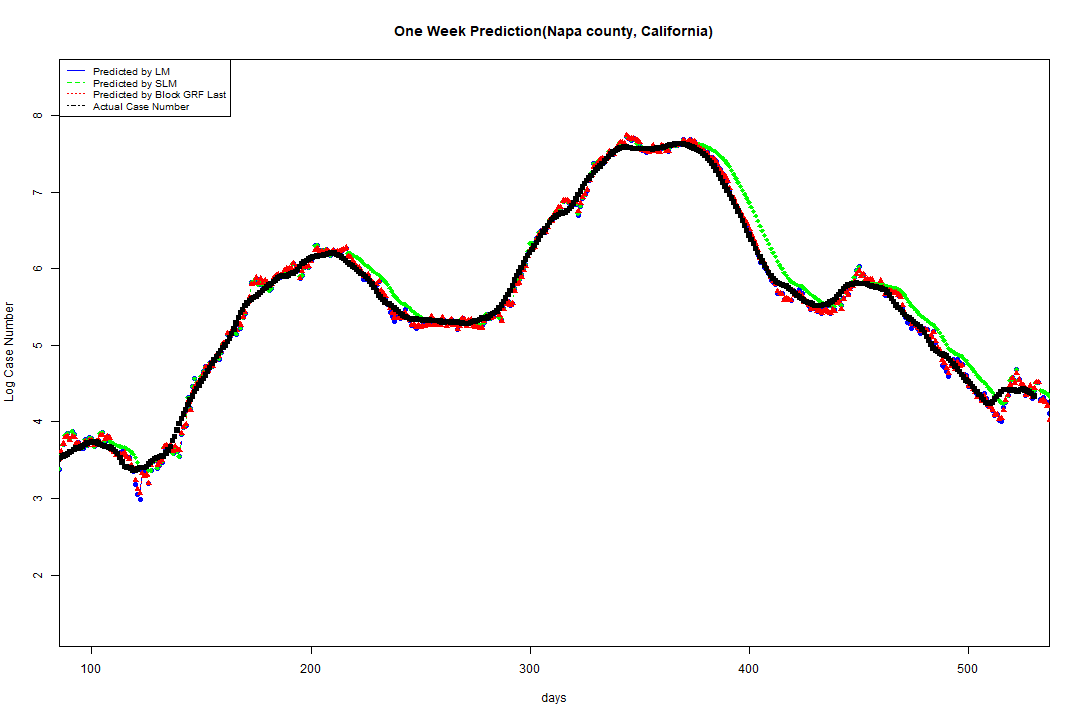 One Week Prediction(Napa county, California)
Predicted by LM
Predicted by SLM
Predicted by Block GRF Last
Actual Case Number
8
7
6
5
4
3
2
Log Case Number
100 200 300 400 500
days